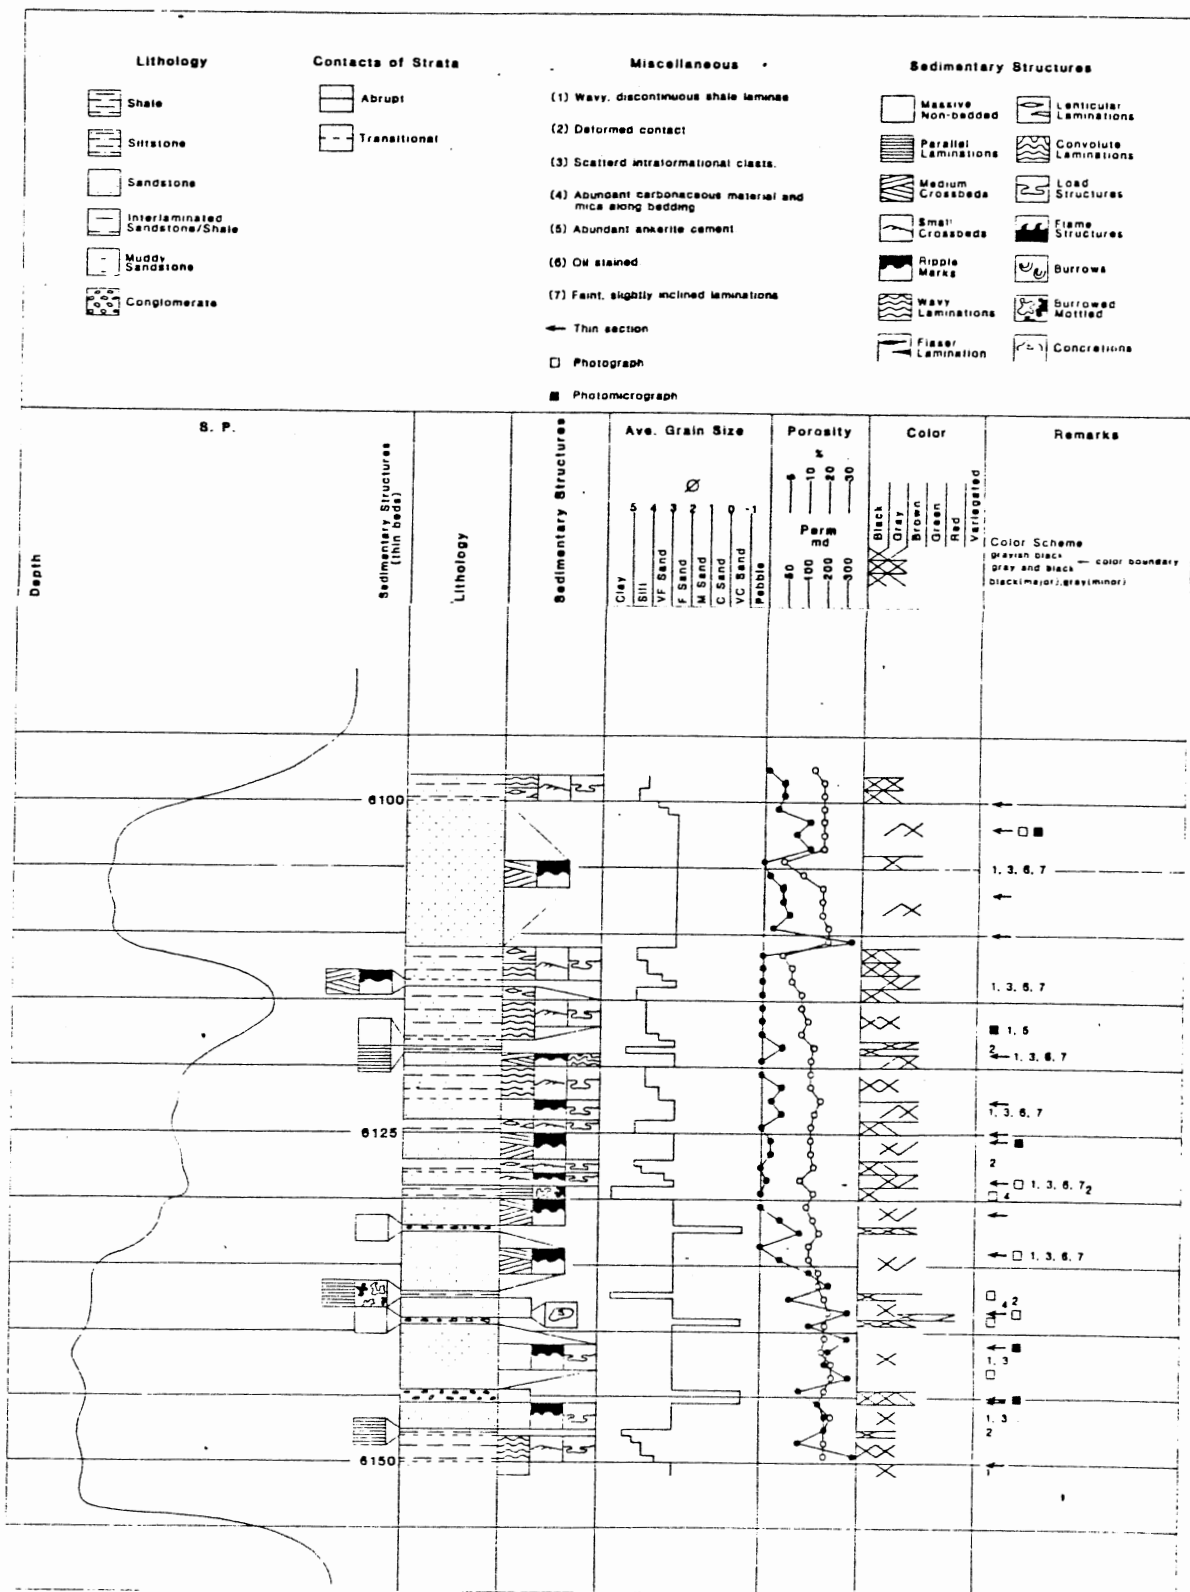 Lithology
Shale
Siltstone
Sandstone
Interlaminated
Sandstone/Shale
Muddy
Sandstone
Conglomerate
Contacts of Strata
Abrupt
Transitional
Miscellaneous
(1) Wavy, discontinuous shale laminae
(2) Deformed contact
(3) Scatterd intraformational clasts.
(4) Abundant carbonaceous material and
mica along bedding
(5) Abundant ankerite cement
(6) Oil stained
(7) Faint, slightly inclined laminations
Thin section
Photograph
Photomicrograph
Sedimentary Structures
Massive
Non-bedded
Parallel
Laminations
Medium
Crossbeds
Small
Crossbeds
Ripple
Marks
Wavy
Laminations
Flaser
Lamination
Lenticular
Laminations
Convolute
Laminations
Load
Structures
Flame
Structures
Burrows
Burrowed
Mottled
Concretions
Depth
S. P.
Sedimentary Structures
(thin beds)
Lithology
Sedimentary Structures
Ave. Grain Size
Ø
5 4 3 2 1 0 -1
Clay
Silt
VF Sand
F Sand
M Sand
C Sand
VC Sand
Pebble
Porosity
%
10 20 30
Perm
md
50 100 200 300
Color
Black
Gray
Brown
Green
Red
Variegated
Remarks
Color Scheme
grayish black
gray and black ← color boundary
black(major),gray(minor)
6100
1, 3, 6, 7
1, 3, 6, 7
1, 5
2
1, 3, 6, 7
1, 3, 6, 7
6125
2
1, 3, 6, 7 2
4
1, 3, 6, 7
4 2
1, 3
1, 3
2
6150